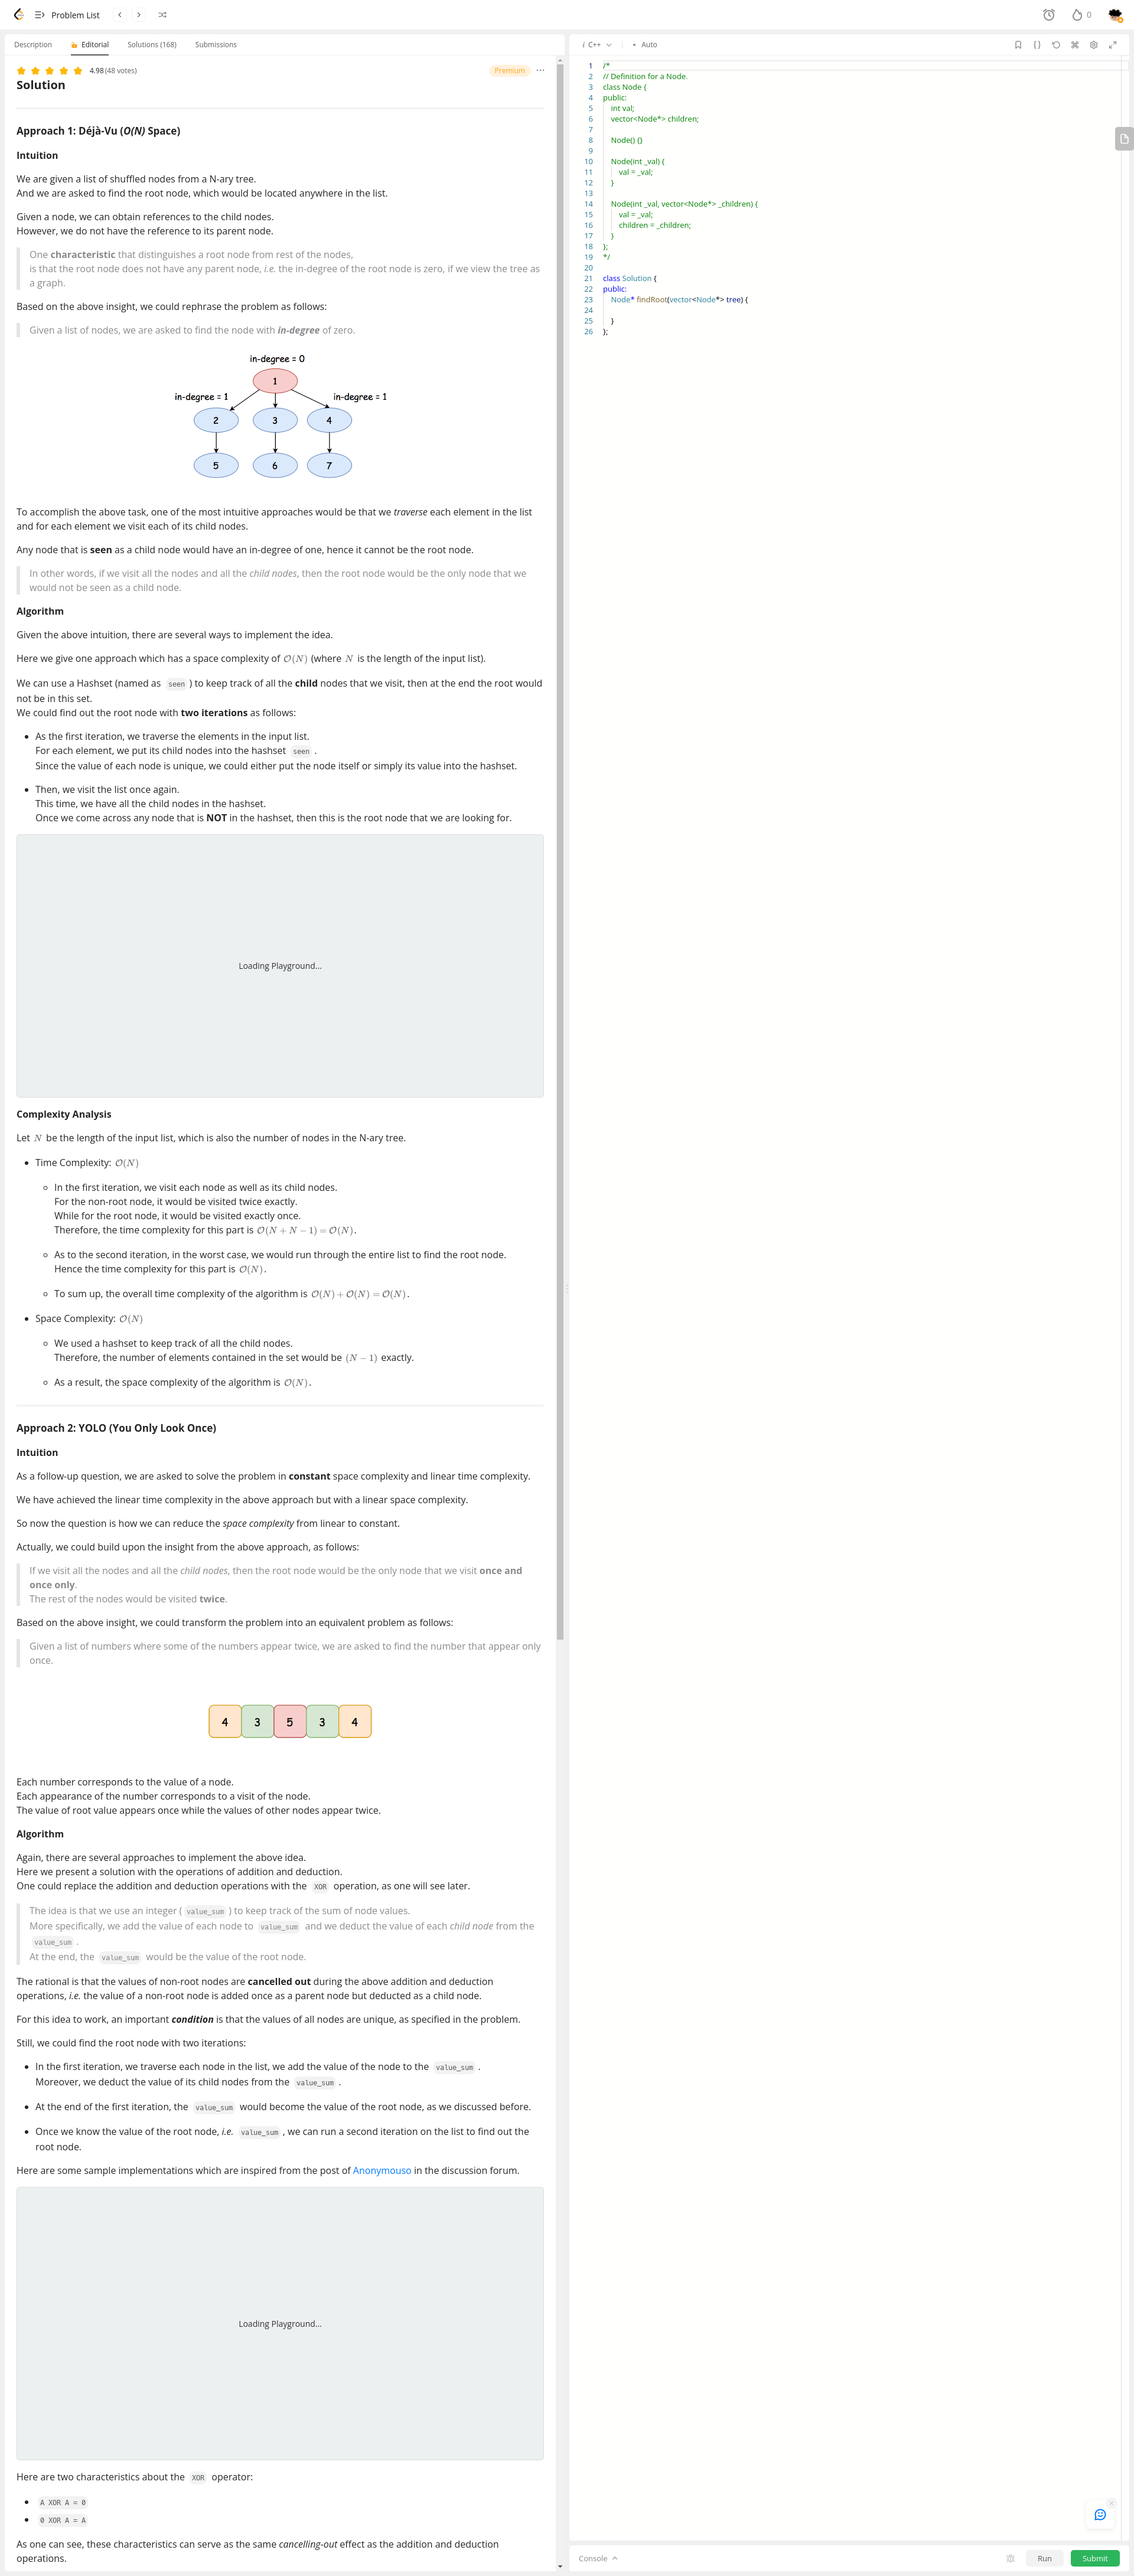 Problem List
0
Description
Editorial
Solutions (168)
Submissions
4.98 (48 votes)
Premium
Solution
Approach 1: Déjà-Vu (O(N) Space)
Intuition
We are given a list of shuffled nodes from a N-ary tree.
And we are asked to find the root node, which would be located anywhere in the list.
Given a node, we can obtain references to the child nodes.
However, we do not have the reference to its parent node.
One characteristic that distinguishes a root node from rest of the nodes,
is that the root node does not have any parent node, i.e. the in-degree of the root node is zero, if we view the tree as
a graph.
Based on the above insight, we could rephrase the problem as follows:
Given a list of nodes, we are asked to find the node with in-degree of zero.
in-degree = 0
1
in-degree = 1
in-degree = 1
2
3
4
5
6
7
To accomplish the above task, one of the most intuitive approaches would be that we traverse each element in the list
and for each element we visit each of its child nodes.
Any node that is seen as a child node would have an in-degree of one, hence it cannot be the root node.
In other words, if we visit all the nodes and all the child nodes, then the root node would be the only node that we
would not be seen as a child node.
Algorithm
Given the above intuition, there are several ways to implement the idea.
Here we give one approach which has a space complexity of O(N) (where N is the length of the input list).
We can use a Hashset (named as seen ) to keep track of all the child nodes that we visit, then at the end the root would
not be in this set.
We could find out the root node with two iterations as follows:
• As the first iteration, we traverse the elements in the input list.
For each element, we put its child nodes into the hashset seen .
Since the value of each node is unique, we could either put the node itself or simply its value into the hashset.
• Then, we visit the list once again.
This time, we have all the child nodes in the hashset.
Once we come across any node that is NOT in the hashset, then this is the root node that we are looking for.
Loading Playground...
Complexity Analysis
Let N be the length of the input list, which is also the number of nodes in the N-ary tree.
• Time Complexity: O(N)
◦ In the first iteration, we visit each node as well as its child nodes.
For the non-root node, it would be visited twice exactly.
While for the root node, it would be visited exactly once.
Therefore, the time complexity for this part is O(N + N − 1) = O(N).
◦ As to the second iteration, in the worst case, we would run through the entire list to find the root node.
Hence the time complexity for this part is O(N).
◦ To sum up, the overall time complexity of the algorithm is O(N) + O(N) = O(N).
• Space Complexity: O(N)
◦ We used a hashset to keep track of all the child nodes.
Therefore, the number of elements contained in the set would be (N − 1) exactly.
◦ As a result, the space complexity of the algorithm is O(N).
Approach 2: YOLO (You Only Look Once)
Intuition
As a follow-up question, we are asked to solve the problem in constant space complexity and linear time complexity.
We have achieved the linear time complexity in the above approach but with a linear space complexity.
So now the question is how we can reduce the space complexity from linear to constant.
Actually, we could build upon the insight from the above approach, as follows:
If we visit all the nodes and all the child nodes, then the root node would be the only node that we visit once and
once only.
The rest of the nodes would be visited twice.
Based on the above insight, we could transform the problem into an equivalent problem as follows:
Given a list of numbers where some of the numbers appear twice, we are asked to find the number that appear only
once.
4 3 5 3 4
Each number corresponds to the value of a node.
Each appearance of the number corresponds to a visit of the node.
The value of root value appears once while the values of other nodes appear twice.
Algorithm
Again, there are several approaches to implement the above idea.
Here we present a solution with the operations of addition and deduction.
One could replace the addition and deduction operations with the XOR operation, as one will see later.
The idea is that we use an integer ( value_sum ) to keep track of the sum of node values.
More specifically, we add the value of each node to value_sum and we deduct the value of each child node from the
value_sum .
At the end, the value_sum would be the value of the root node.
The rational is that the values of non-root nodes are cancelled out during the above addition and deduction
operations, i.e. the value of a non-root node is added once as a parent node but deducted as a child node.
For this idea to work, an important condition is that the values of all nodes are unique, as specified in the problem.
Still, we could find the root node with two iterations:
• In the first iteration, we traverse each node in the list, we add the value of the node to the value_sum .
Moreover, we deduct the value of its child nodes from the value_sum .
• At the end of the first iteration, the value_sum would become the value of the root node, as we discussed before.
• Once we know the value of the root node, i.e. value_sum , we can run a second iteration on the list to find out the
root node.
Here are some sample implementations which are inspired from the post of Anonymouso in the discussion forum.
Loading Playground...
Here are two characteristics about the XOR operator:
• A XOR A = 0
• 0 XOR A = A
As one can see, these characteristics can serve as the same cancelling-out effect as the addition and deduction
operations.
i C++
• Auto
1 /*
2 // Definition for a Node.
3 class Node {
4 public:
5 int val;
6 vector<Node*> children;
7
8 Node() {}
9
10 Node(int _val) {
11 val = _val;
12 }
13
14 Node(int _val, vector<Node*> _children) {
15 val = _val;
16 children = _children;
17 }
18 };
19 */
20
21 class Solution {
22 public:
23 Node* findRoot(vector<Node*> tree) {
24
25 }
26 };
Console
Run
Submit